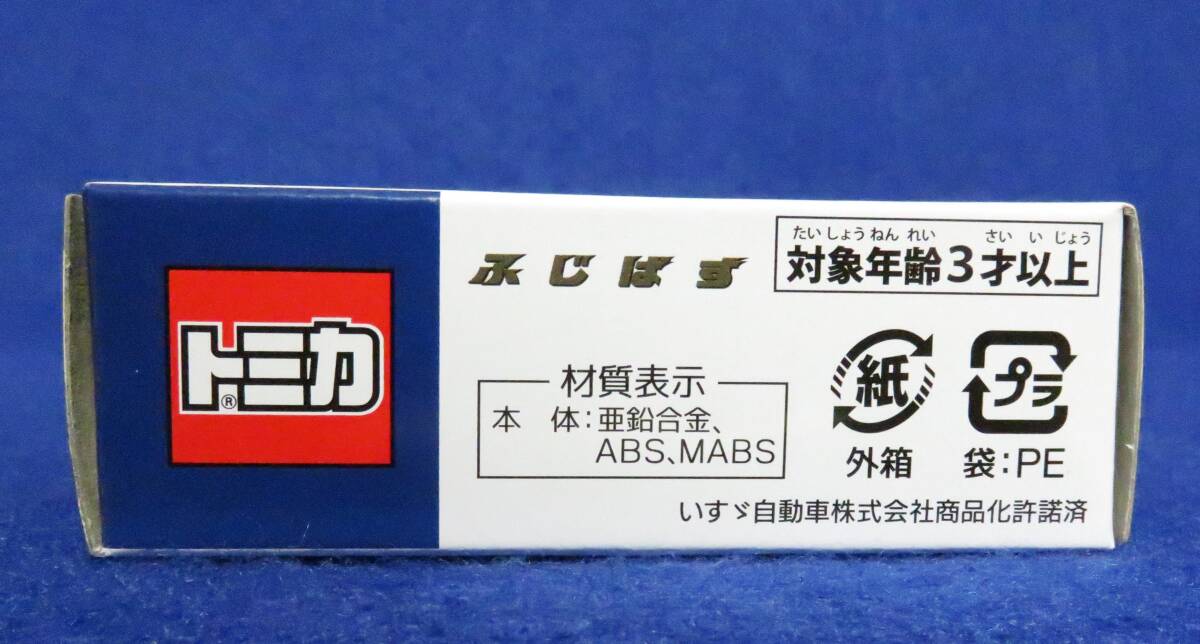 トミカ®
ふじばす
たいしょうねんれい さいいじょう
対象年齢3才以上
材質表示
本 体:亜鉛合金、
ABS、MABS
紙
外箱
プラ
袋:PE
いすゞ自動車株式会社商品化許諾済